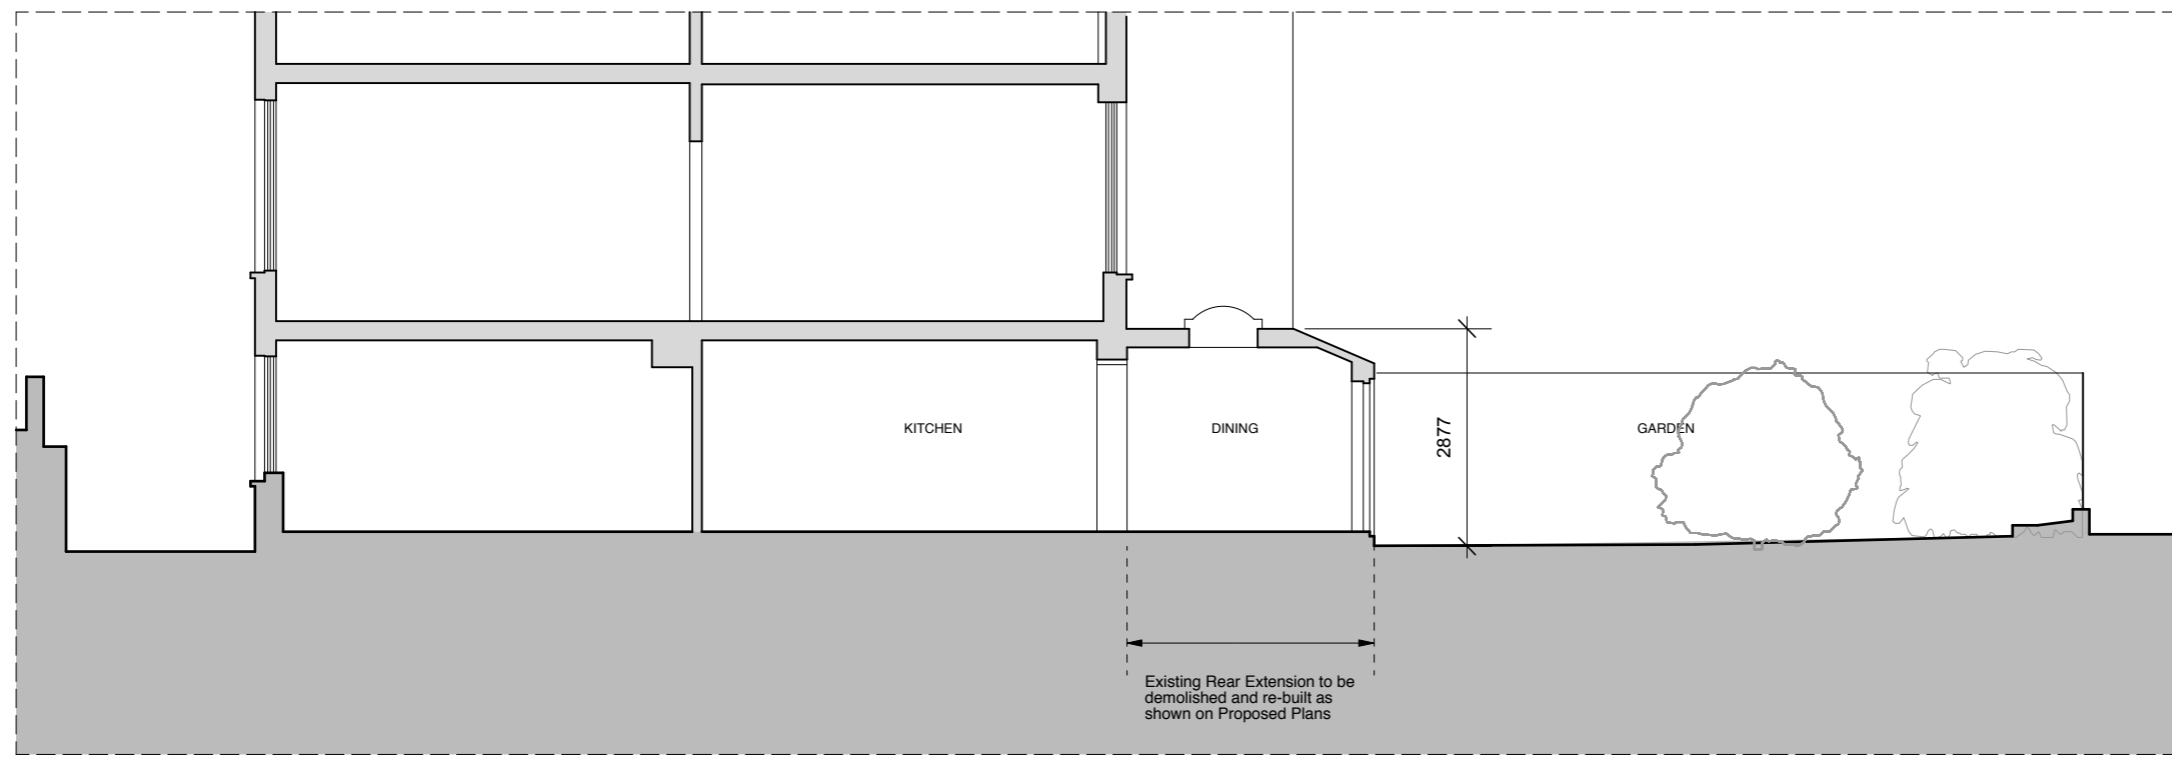 KITCHEN
DINING
2877
GARDEN
Existing Rear Extension to be
demolished and re-built as
shown on Proposed Plans